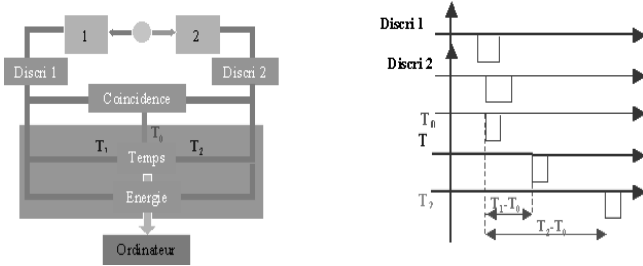 1
2
Discri 1
Discri 2
Coincidence
T0
T1
Temps
T2
Energie
Ordinateur
Discri 1
Discri 2
T0
T
T2
T1-T0
T2-T0